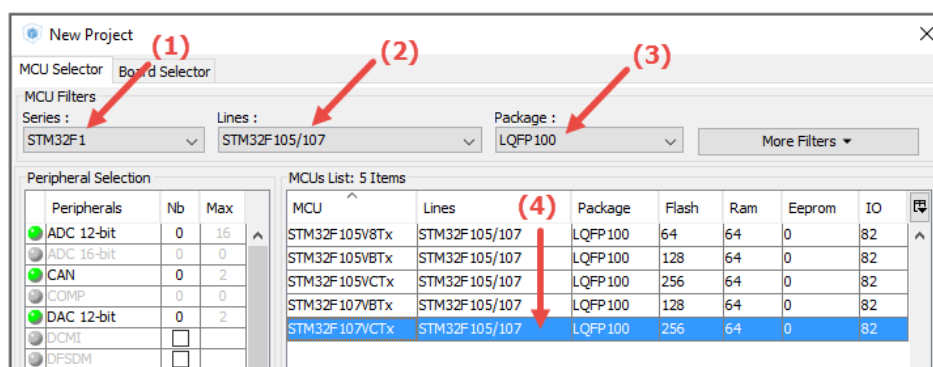 New Project
(1) (2) (3)
MCU Selector Board Selector
MCU Filters
Series : Lines : Package :
STM32F1 STM32F105/107 LQFP100 More Filters
Peripheral Selection MCUs List: 5 Items
Peripherals Nb Max MCU Lines (4) Package Flash Ram Eeprom IO
ADC 12-bit 0 16 STM32F105V8Tx STM32F105/107 LQFP100 64 64 0 82
ADC 16-bit 0 0 STM32F105VBTx STM32F105/107 LQFP100 128 64 0 82
CAN 0 2 STM32F105VCTx STM32F105/107 LQFP100 256 64 0 82
COMP 0 0 STM32F107VBTx STM32F105/107 LQFP100 128 64 0 82
DAC 12-bit 0 2 STM32F107VCTx STM32F105/107 LQFP100 256 64 0 82
DCMI
DFSDM